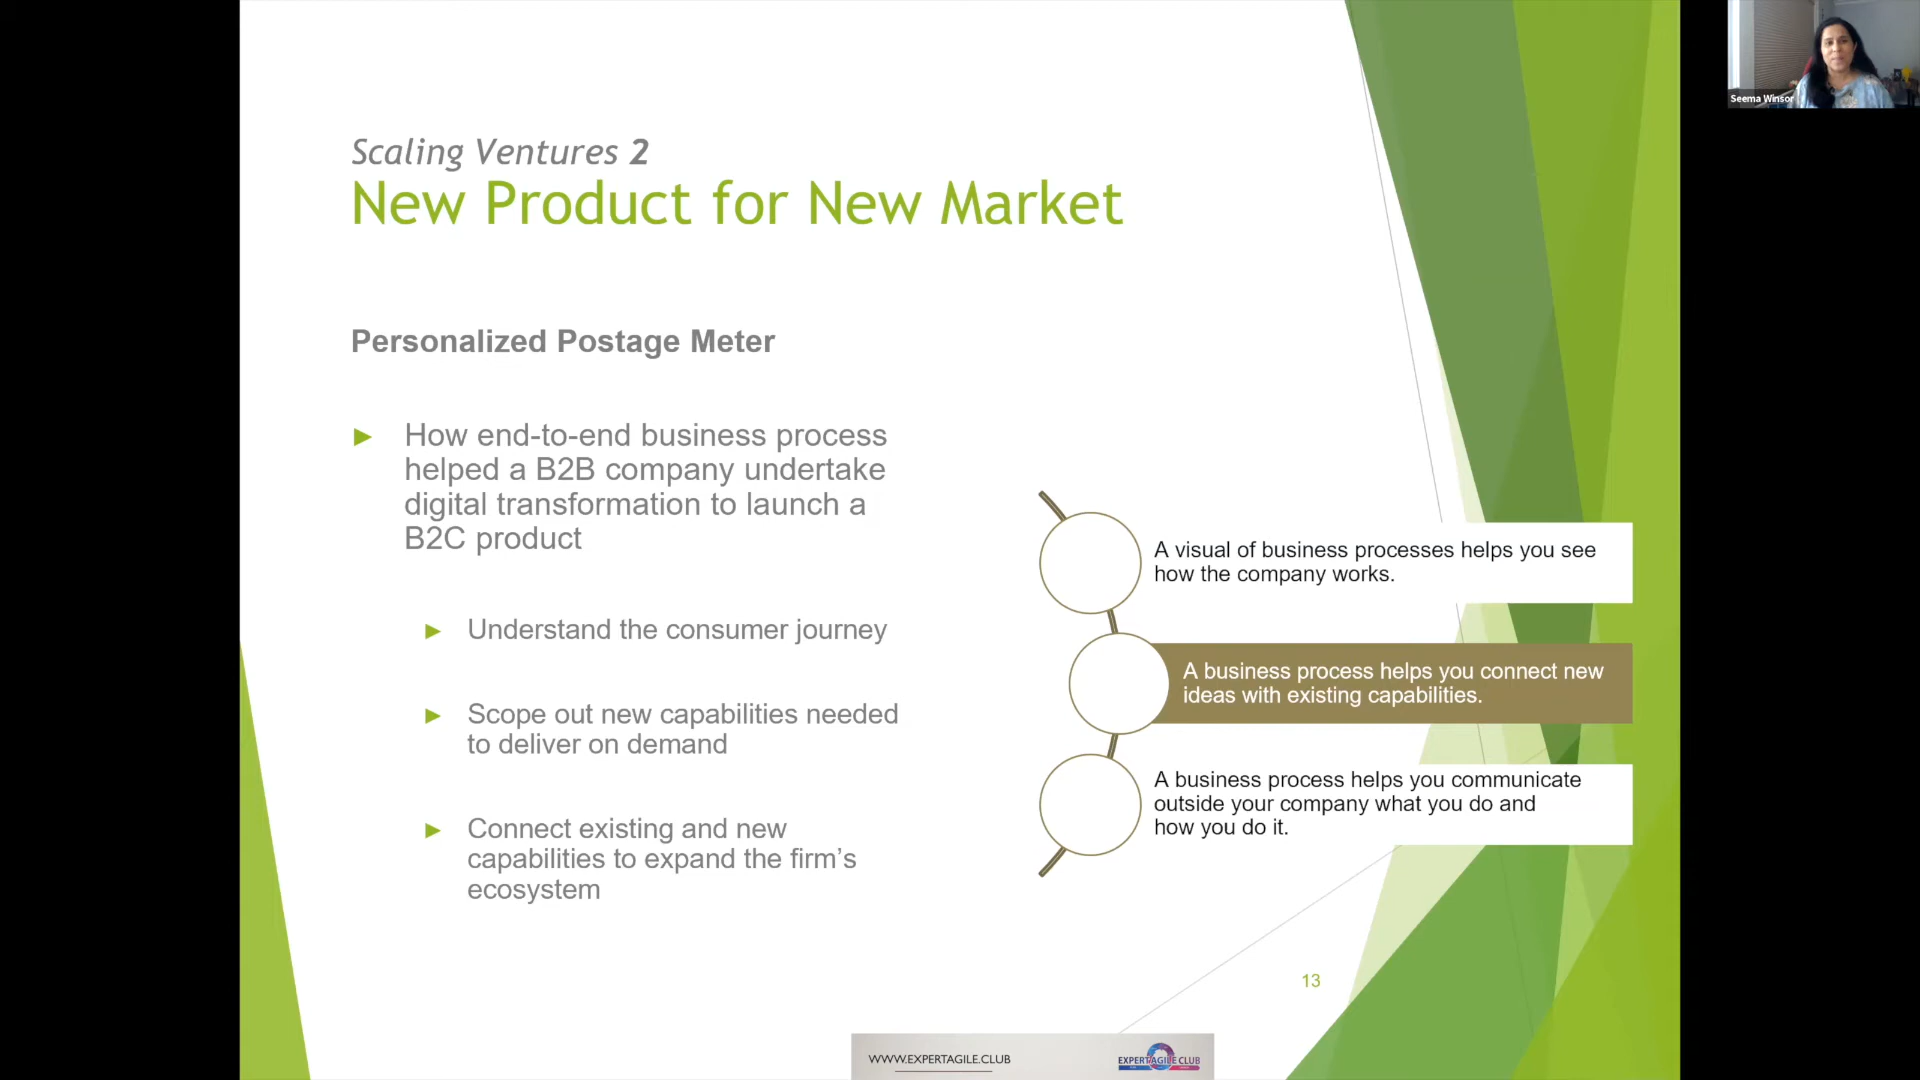 Scaling Ventures 2
New Product for New Market
Personalized Postage Meter
How end-to-end business process
helped a B2B company undertake
digital transformation to launch a
B2C product
Understand the consumer journey
Scope out new capabilities needed
to deliver on demand
Connect existing and new
capabilities to expand the firm’s
ecosystem
A visual of business processes helps you see
how the company works.
A business process helps you connect new
ideas with existing capabilities.
A business process helps you communicate
outside your company what you do and
how you do it.
13
WWW.EXPERTAGILE.CLUB
EXPERT AGILE CLUB
Seema Winsor